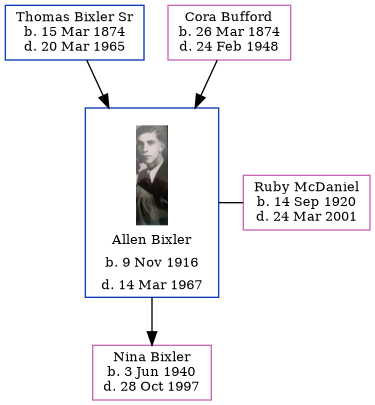 Thomas Bixler Sr
b. 15 Mar 1874
d. 20 Mar 1965
Cora Bufford
b. 26 Mar 1874
d. 24 Feb 1948
Allen Bixler
b. 9 Nov 1916
d. 14 Mar 1967
Ruby McDaniel
b. 14 Sep 1920
d. 24 Mar 2001
Nina Bixler
b. 3 Jun 1940
d. 28 Oct 1997